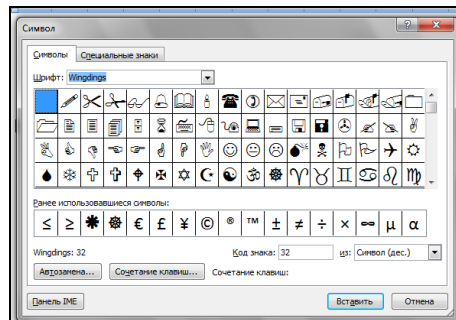 Символ
Символы Специальные знаки
Шрифт: Wingdings
Ранее использовавшиеся символы:
≤ ≥ ✱ ☸ € £ ¥ © ® ™ ± ≠ ÷ × ∞ µ α
Wingdings: 32 Код знака: 32 из: Символ (дес.)
Автозамена... Сочетание клавиш... Сочетание клавиш:
Панель IME Вставить Отмена